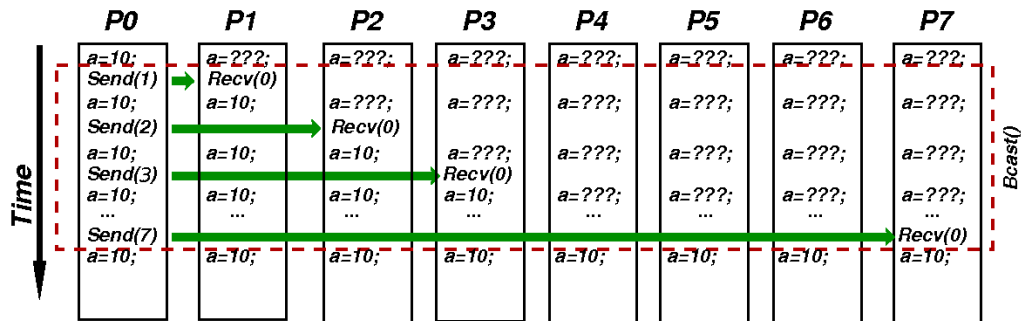 P0 P1 P2 P3 P4 P5 P6 P7
a=10; a=???; a=???; a=???; a=???; a=???; a=???; a=???;
Send(1) Recv(0)
a=10; a=10; a=???; a=???; a=???; a=???; a=???; a=???;
Send(2) Recv(0)
a=10; a=10; a=10; a=???; a=???; a=???; a=???; a=???;
Send(3) Recv(0)
a=10; a=10; a=10; a=10; a=???; a=???; a=???; a=???;
... ... ... ... ... ... ... ...
Send(7) Recv(0)
a=10; a=10; a=10; a=10; a=10; a=10; a=10; a=10;
Time
Bcast()